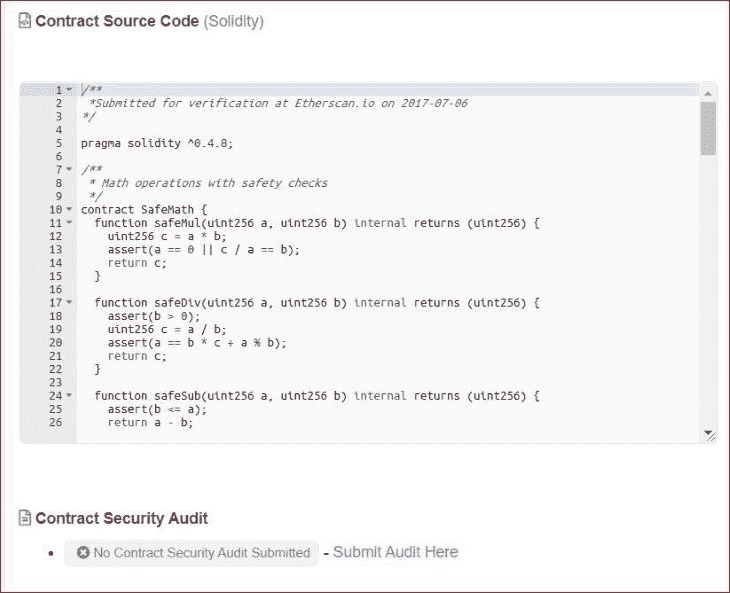 Contract Source Code (Solidity)
1 /**
2 *Submitted for verification at Etherscan.io on 2017-07-06
3 */
4
5 pragma solidity ^0.4.8;
6
7 /**
8 * Math operations with safety checks
9 */
10 contract SafeMath {
11 function safeMul(uint256 a, uint256 b) internal returns (uint256) {
12 uint256 c = a * b;
13 assert(a == 0 || c / a == b);
14 return c;
15 }
16
17 function safeDiv(uint256 a, uint256 b) internal returns (uint256) {
18 assert(b > 0);
19 uint256 c = a / b;
20 assert(a == b * c + a % b);
21 return c;
22 }
23
24 function safeSub(uint256 a, uint256 b) internal returns (uint256) {
25 assert(b <= a);
26 return a - b;
Contract Security Audit
• No Contract Security Audit Submitted - Submit Audit Here